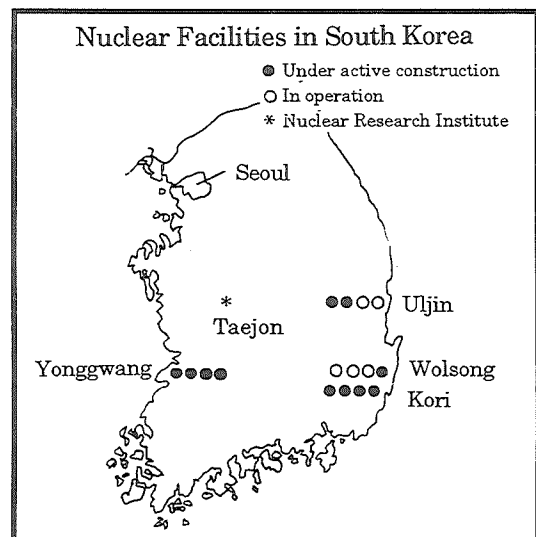 Nuclear Facilities in South Korea
Under active construction
In operation
* Nuclear Research Institute
Seoul
*
Taejon
Uljin
Yonggwang
Wolsong
Kori